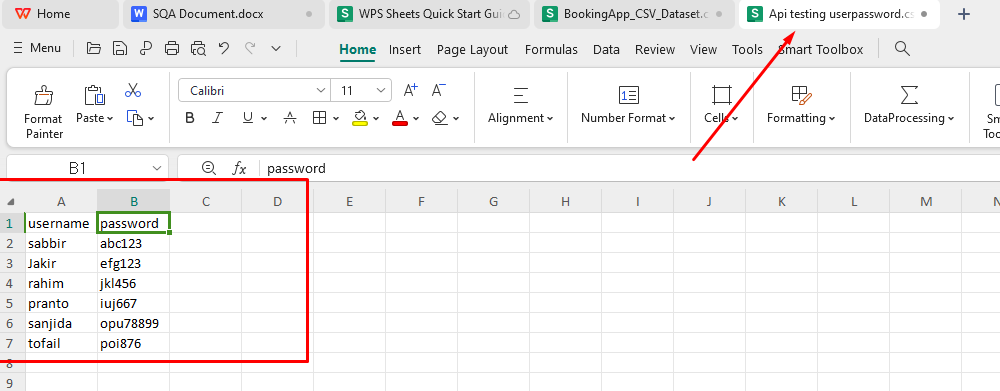 Home SQA Document.docx WPS Sheets Quick Start Gui BookingApp_CSV_Dataset.c Api testing userpassword.cs
Menu Home Insert Page Layout Formulas Data Review View Tools Smart Toolbox
Calibri 11 A+ A-
Format Painter Paste B I U A A Alignment Number Format Cells Formatting DataProcessing Sm
Toolb
B1 fx password
A B C D E F G H I J K L M N
1 username password
2 sabbir abc123
3 Jakir efg123
4 rahim jkl456
5 pranto iuj667
6 sanjida opu78899
7 tofail poi876
8
9